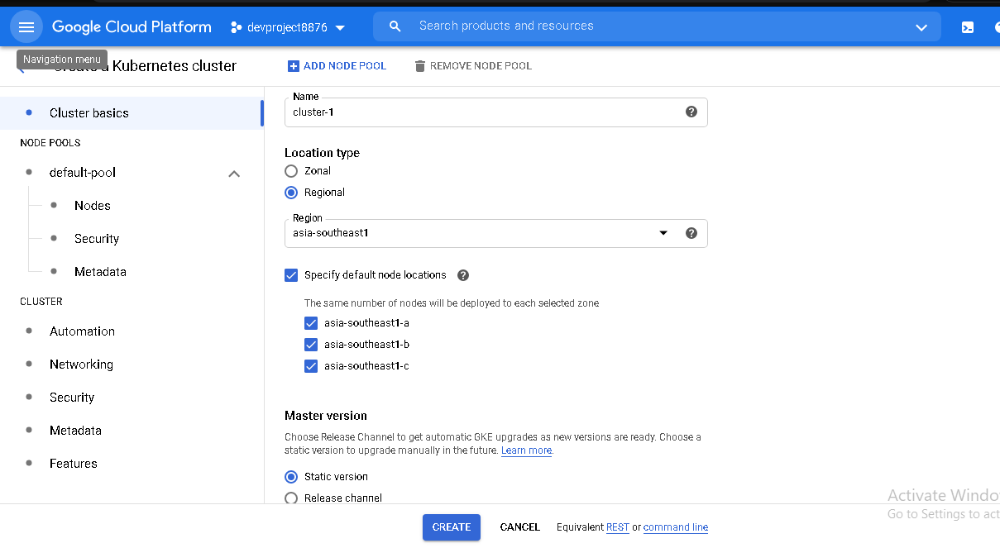 Google Cloud Platform
devproject8876
Search products and resources
Navigation menu
Create a Kubernetes cluster
ADD NODE POOL
REMOVE NODE POOL
Cluster basics
NODE POOLS
default-pool
Nodes
Security
Metadata
CLUSTER
Automation
Networking
Security
Metadata
Features
Name
cluster-1
Location type
Zonal
Regional
Region
asia-southeast1
Specify default node locations
The same number of nodes will be deployed to each selected zone
asia-southeast1-a
asia-southeast1-b
asia-southeast1-c
Master version
Choose Release Channel to get automatic GKE upgrades as new versions are ready. Choose a
static version to upgrade manually in the future. Learn more.
Static version
Release channel
CREATE
CANCEL
Equivalent REST or command line
Activate Windo
Go to Settings to act